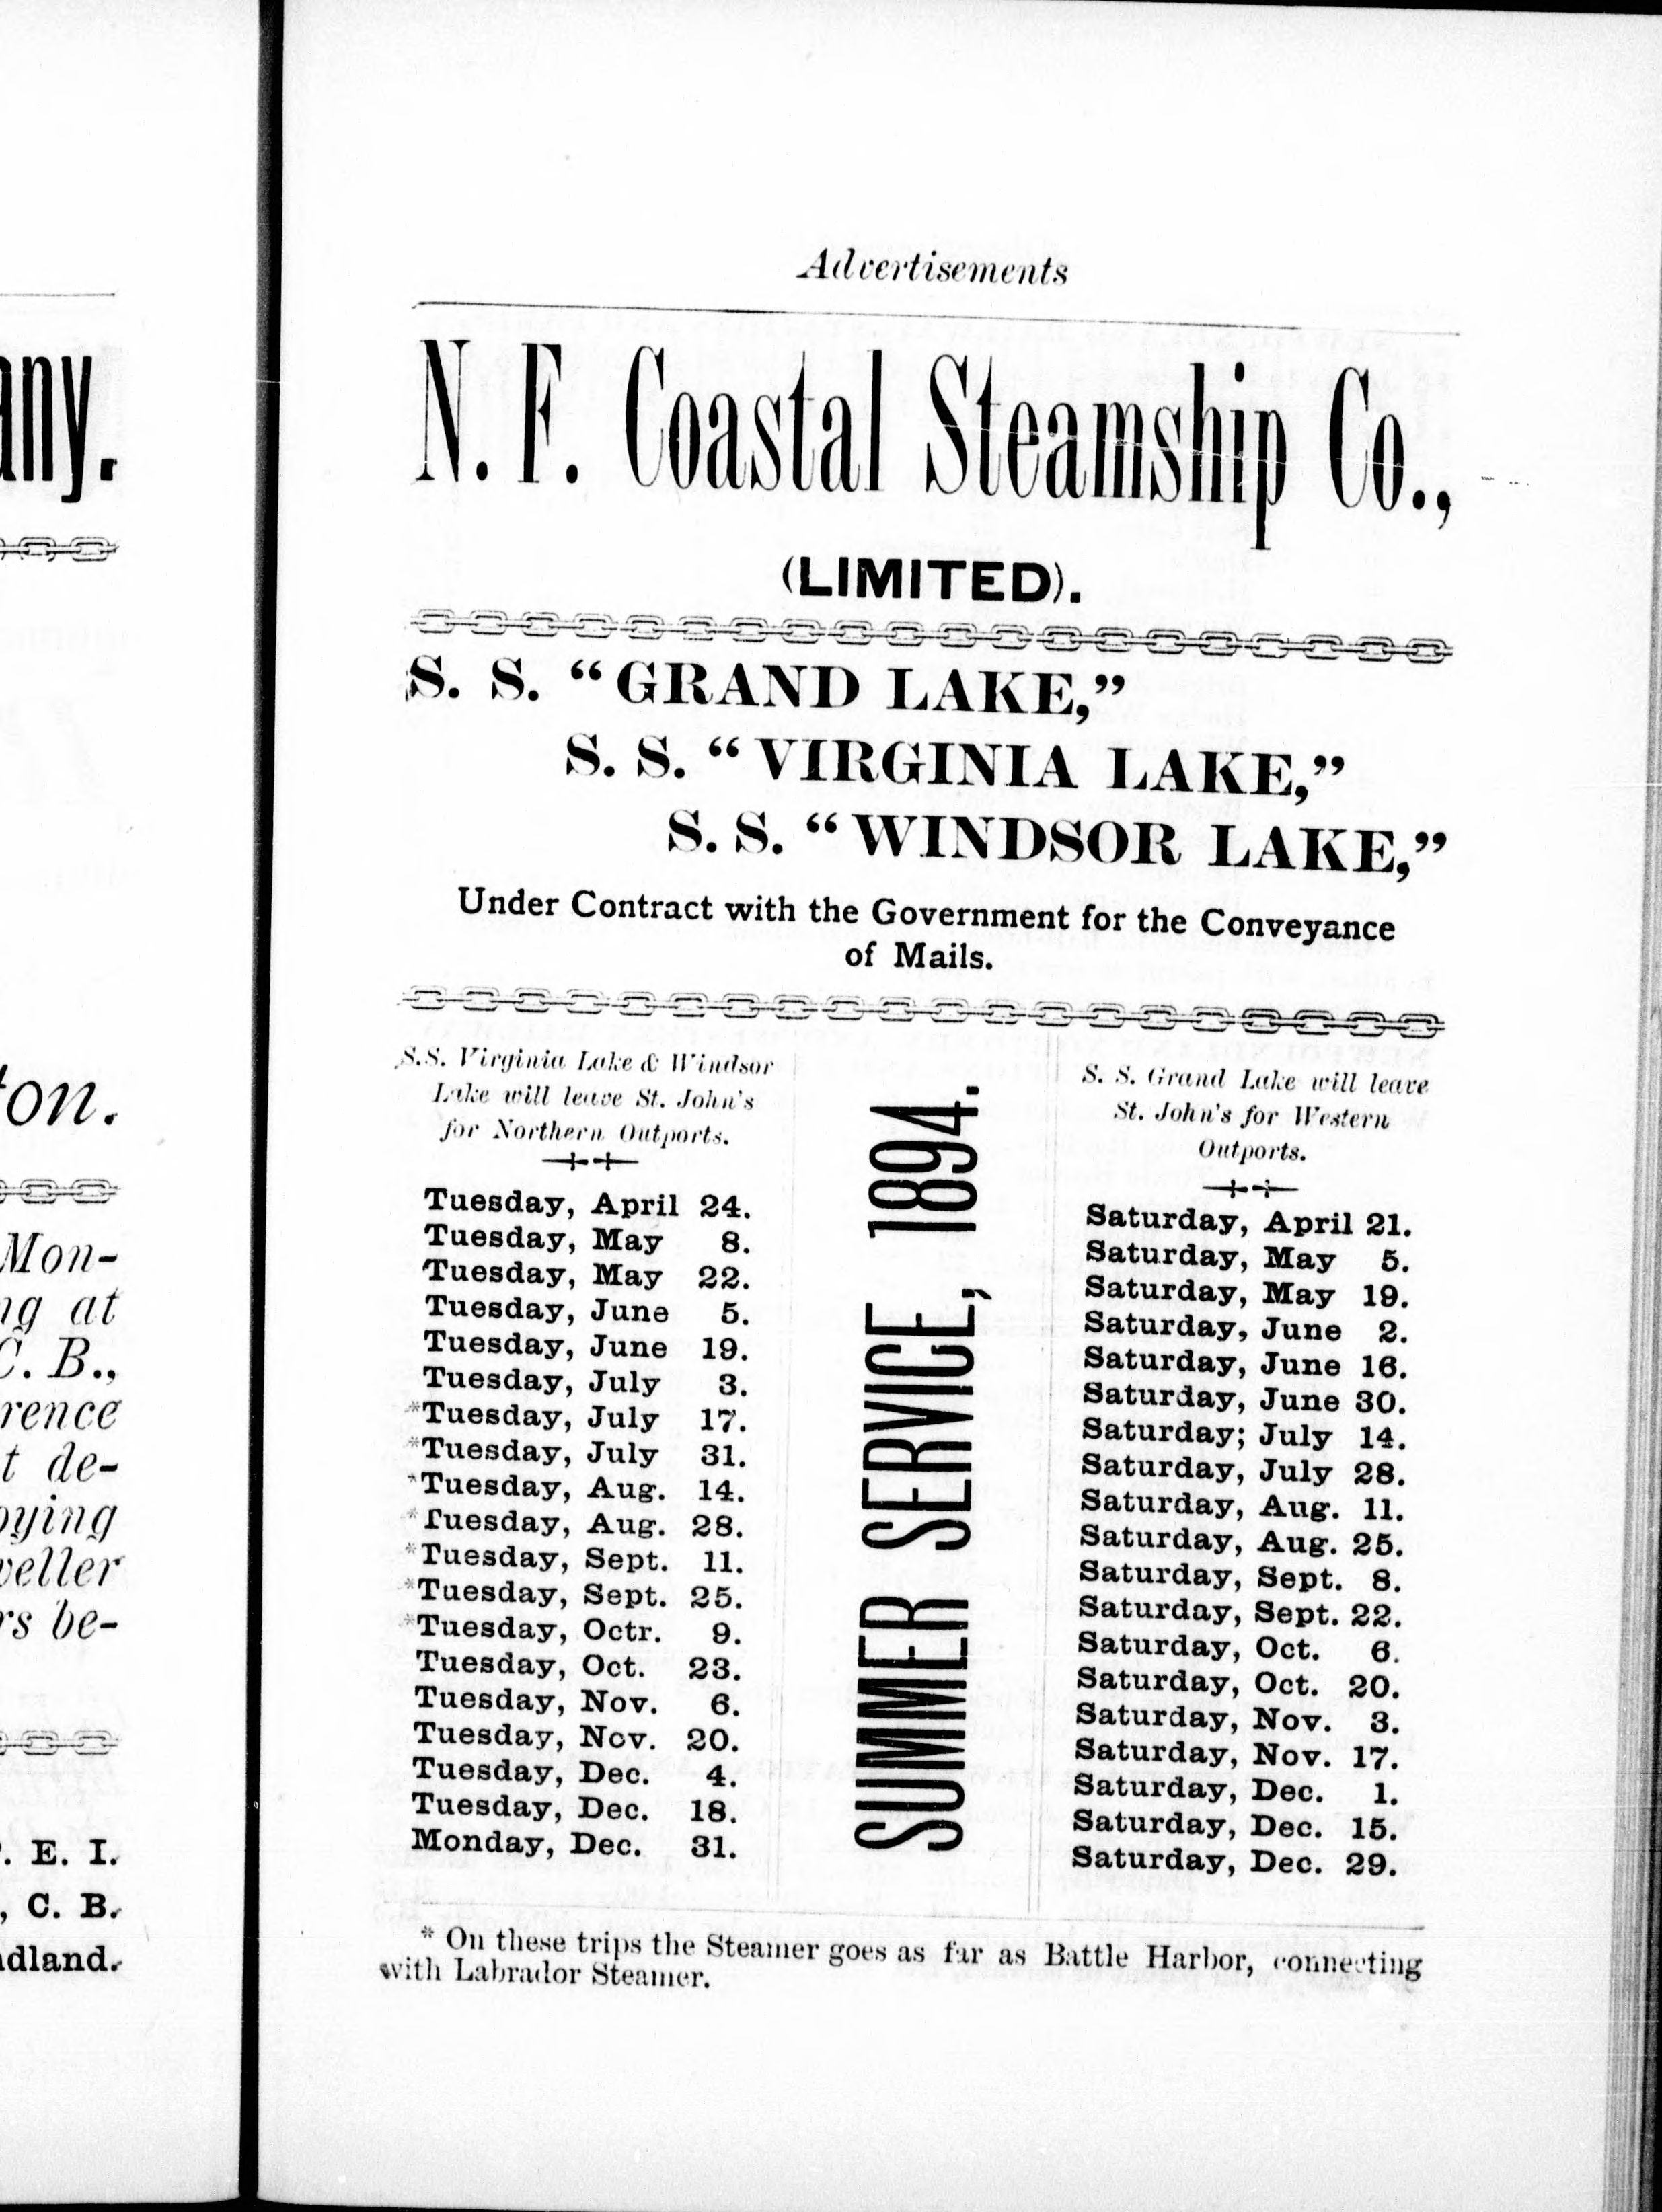 any.
ton.
Mon-
ng at
C. B.,
rence
t de-
oying
veller
rs be-
. E. I.
, C. B.
dland.
Advertisements
N. F. Coastal Steamship Co.,
(LIMITED).
S. S. “GRAND LAKE,”
S. S. “VIRGINIA LAKE,”
S. S. “WINDSOR LAKE,”
Under Contract with the Government for the Conveyance
of Mails.
S.S. Virginia Lake & Windsor
Lake will leave St. John's
for Northern Outports.
Tuesday, April 24.
Tuesday, May 8.
Tuesday, May 22.
Tuesday, June 5.
Tuesday, June 19.
Tuesday, July 3.
*Tuesday, July 17.
*Tuesday, July 31.
*Tuesday, Aug. 14.
*Tuesday, Aug. 28.
*Tuesday, Sept. 11.
*Tuesday, Sept. 25.
*Tuesday, Octr. 9.
Tuesday, Oct. 23.
Tuesday, Nov. 6.
Tuesday, Nov. 20.
Tuesday, Dec. 4.
Tuesday, Dec. 18.
Monday, Dec. 31.
SUMMER SERVICE, 1894.
S. S. Grand Lake will leave
St. John's for Western
Outports.
Saturday, April 21.
Saturday, May 5.
Saturday, May 19.
Saturday, June 2.
Saturday, June 16.
Saturday, June 30.
Saturday; July 14.
Saturday, July 28.
Saturday, Aug. 11.
Saturday, Aug. 25.
Saturday, Sept. 8.
Saturday, Sept. 22.
Saturday, Oct. 6.
Saturday, Oct. 20.
Saturday, Nov. 3.
Saturday, Nov. 17.
Saturday, Dec. 1.
Saturday, Dec. 15.
Saturday, Dec. 29.
* On these trips the Steamer goes as far as Battle Harbor, connecting
with Labrador Steamer.